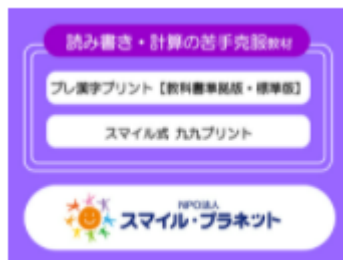 読み書き・計算の苦手克服教材
プレ漢字プリント【教科書準拠版・標準版】
スマイル式 九九プリント
NPO法人
スマイル・プラネット